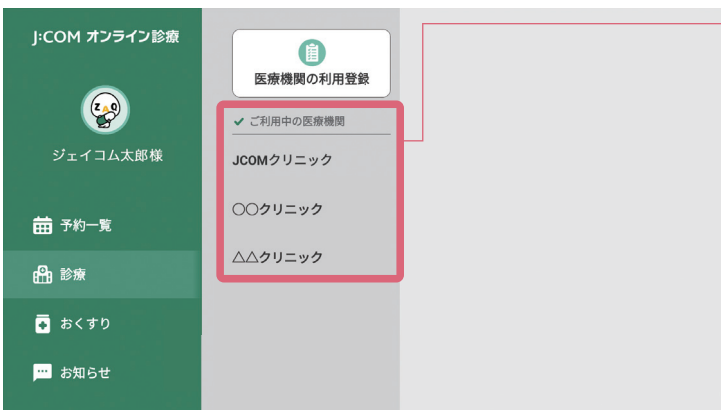 J:COM オンライン診療
ZAQ
ジェイコム太郎様
予約一覧
診療
おくすり
お知らせ
医療機関の利用登録
ご利用中の医療機関
JCOMクリニック
○○クリニック
△△クリニック